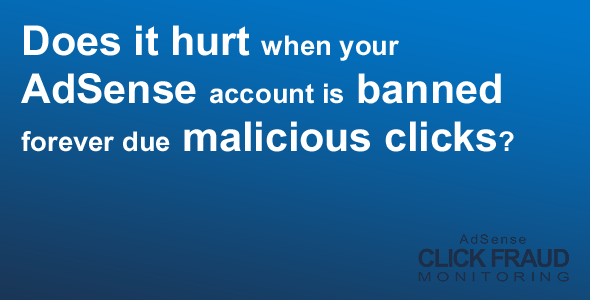 Does it hurt when your
AdSense account is banned
forever due malicious clicks?
AdSense
CLICK FRAUD
MONITORING